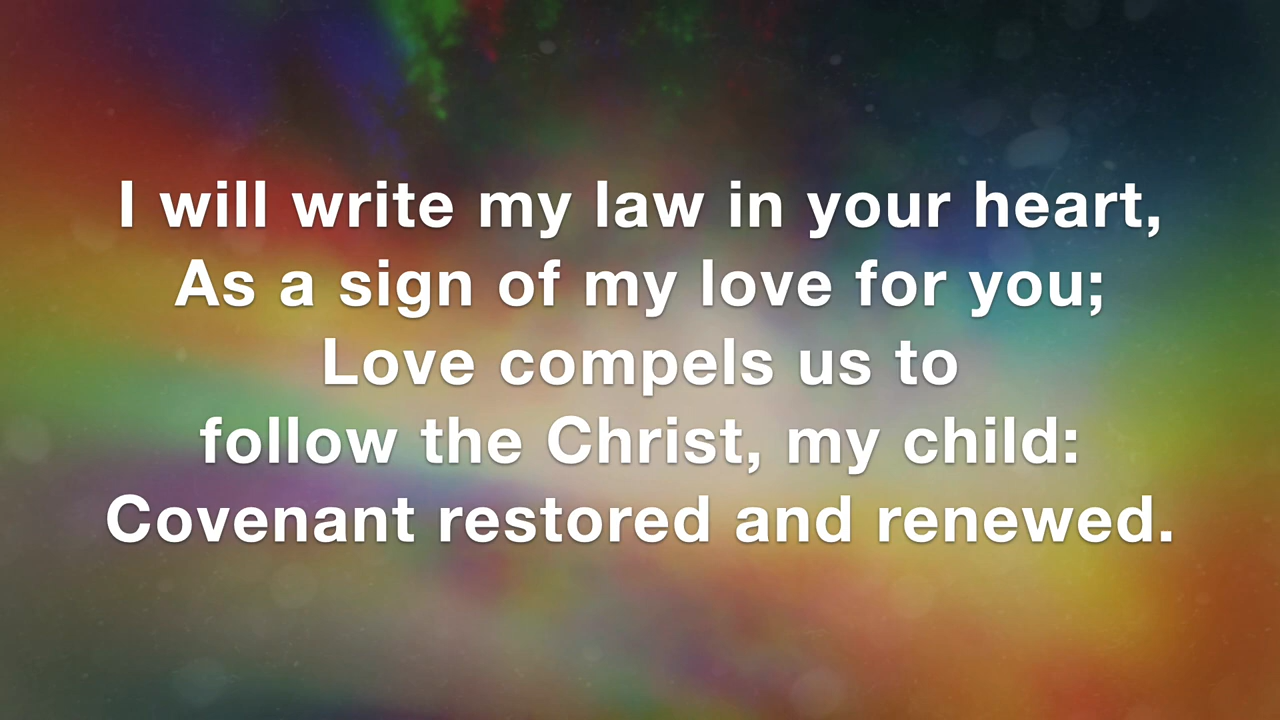 I will write my law in your heart,
As a sign of my love for you;
Love compels us to
follow the Christ, my child:
Covenant restored and renewed.